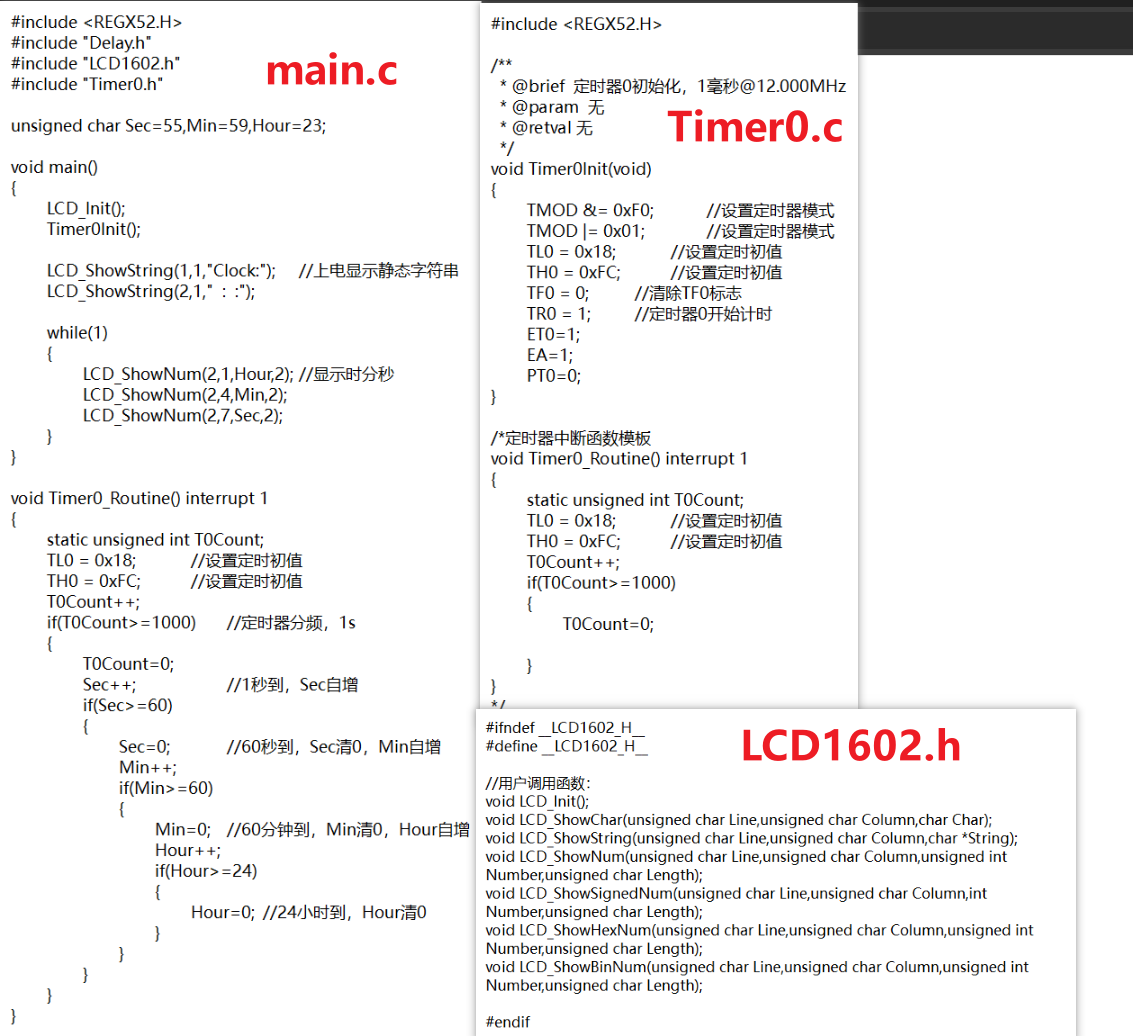 #include <REGX52.H>
#include "Delay.h"
#include "LCD1602.h"
#include "Timer0.h"
main.c
unsigned char Sec=55,Min=59,Hour=23;
void main()
{
LCD_Init();
Timer0Init();
LCD_ShowString(1,1,"Clock:"); //上电显示静态字符串
LCD_ShowString(2,1,"  :  :");
while(1)
{
LCD_ShowNum(2,1,Hour,2); //显示时分秒
LCD_ShowNum(2,4,Min,2);
LCD_ShowNum(2,7,Sec,2);
}
}
void Timer0_Routine() interrupt 1
{
static unsigned int T0Count;
TL0 = 0x18; //设置定时初值
TH0 = 0xFC; //设置定时初值
T0Count++;
if(T0Count>=1000) //定时器分频，1s
{
T0Count=0;
Sec++; //1秒到，Sec自增
if(Sec>=60)
{
Sec=0; //60秒到，Sec清0，Min自增
Min++;
if(Min>=60)
{
Min=0; //60分钟到，Min清0，Hour自增
Hour++;
if(Hour>=24)
{
Hour=0; //24小时到，Hour清0
}
}
}
}
}
#include <REGX52.H>
/**
* @brief 定时器0初始化，1毫秒@12.000MHz
* @param 无
* @retval 无
*/
Timer0.c
void Timer0Init(void)
{
TMOD &= 0xF0; //设置定时器模式
TMOD |= 0x01; //设置定时器模式
TL0 = 0x18; //设置定时初值
TH0 = 0xFC; //设置定时初值
TF0 = 0; //清除TF0标志
TR0 = 1; //定时器0开始计时
ET0=1;
EA=1;
PT0=0;
}
/*定时器中断函数模板
void Timer0_Routine() interrupt 1
{
static unsigned int T0Count;
TL0 = 0x18; //设置定时初值
TH0 = 0xFC; //设置定时初值
T0Count++;
if(T0Count>=1000)
{
T0Count=0;
}
}
*/
#ifndef __LCD1602_H__
#define __LCD1602_H__
LCD1602.h
//用户调用函数：
void LCD_Init();
void LCD_ShowChar(unsigned char Line,unsigned char Column,char Char);
void LCD_ShowString(unsigned char Line,unsigned char Column,char *String);
void LCD_ShowNum(unsigned char Line,unsigned char Column,unsigned int
Number,unsigned char Length);
void LCD_ShowSignedNum(unsigned char Line,unsigned char Column,int
Number,unsigned char Length);
void LCD_ShowHexNum(unsigned char Line,unsigned char Column,unsigned int
Number,unsigned char Length);
void LCD_ShowBinNum(unsigned char Line,unsigned char Column,unsigned int
Number,unsigned char Length);
#endif